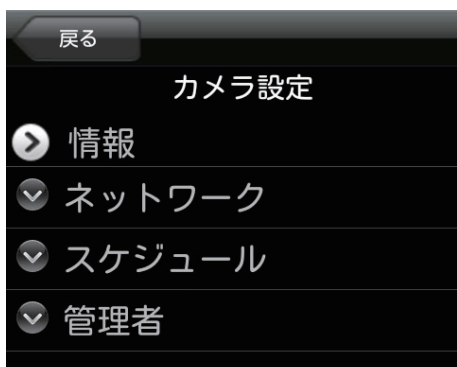 戻る
カメラ設定
情報
ネットワーク
スケジュール
管理者